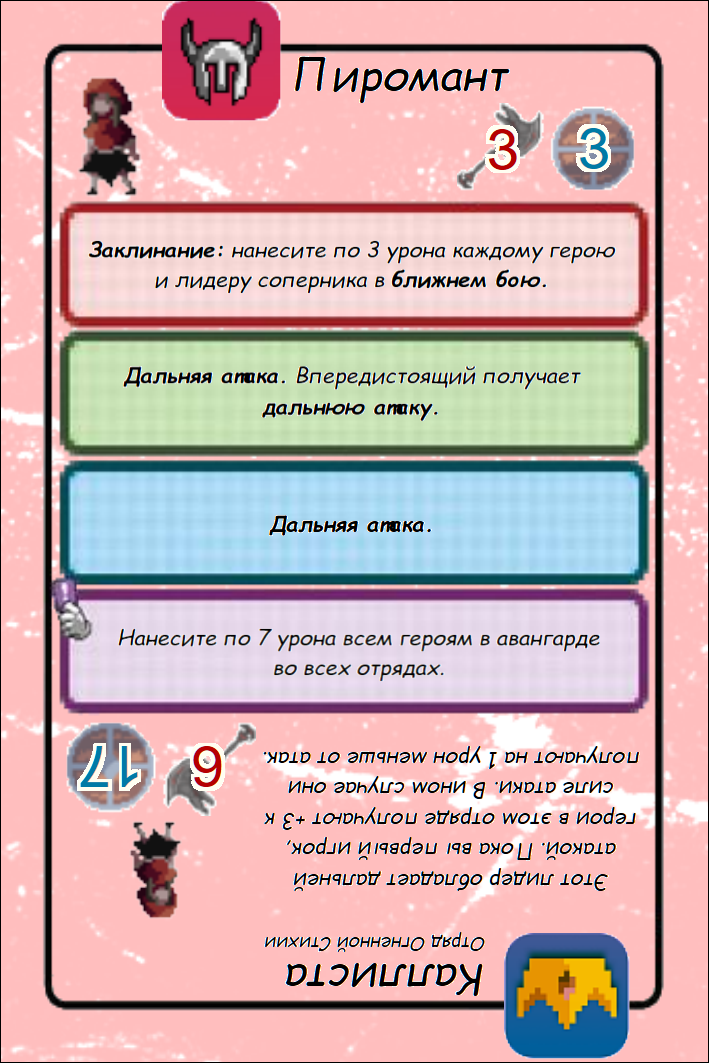 Пиромант
3 3
Заклинание: нанесите по 3 урона каждому герою
и лидеру соперника в ближнем бою.
Дальняя атака. Впередистоящий получает
дальнюю атаку.
Дальняя атака.
Нанесите по 7 урона всем героям в авангарде
во всех отрядах.
Каллиста
Отряд Огненной Стихии
Этот лидер обладает дальней
атакой. Пока вы первый игрок,
герои в этом отряде получают +3 к
силе атаки. В ином случае они
получают на 1 урон меньше от атак.
6 17